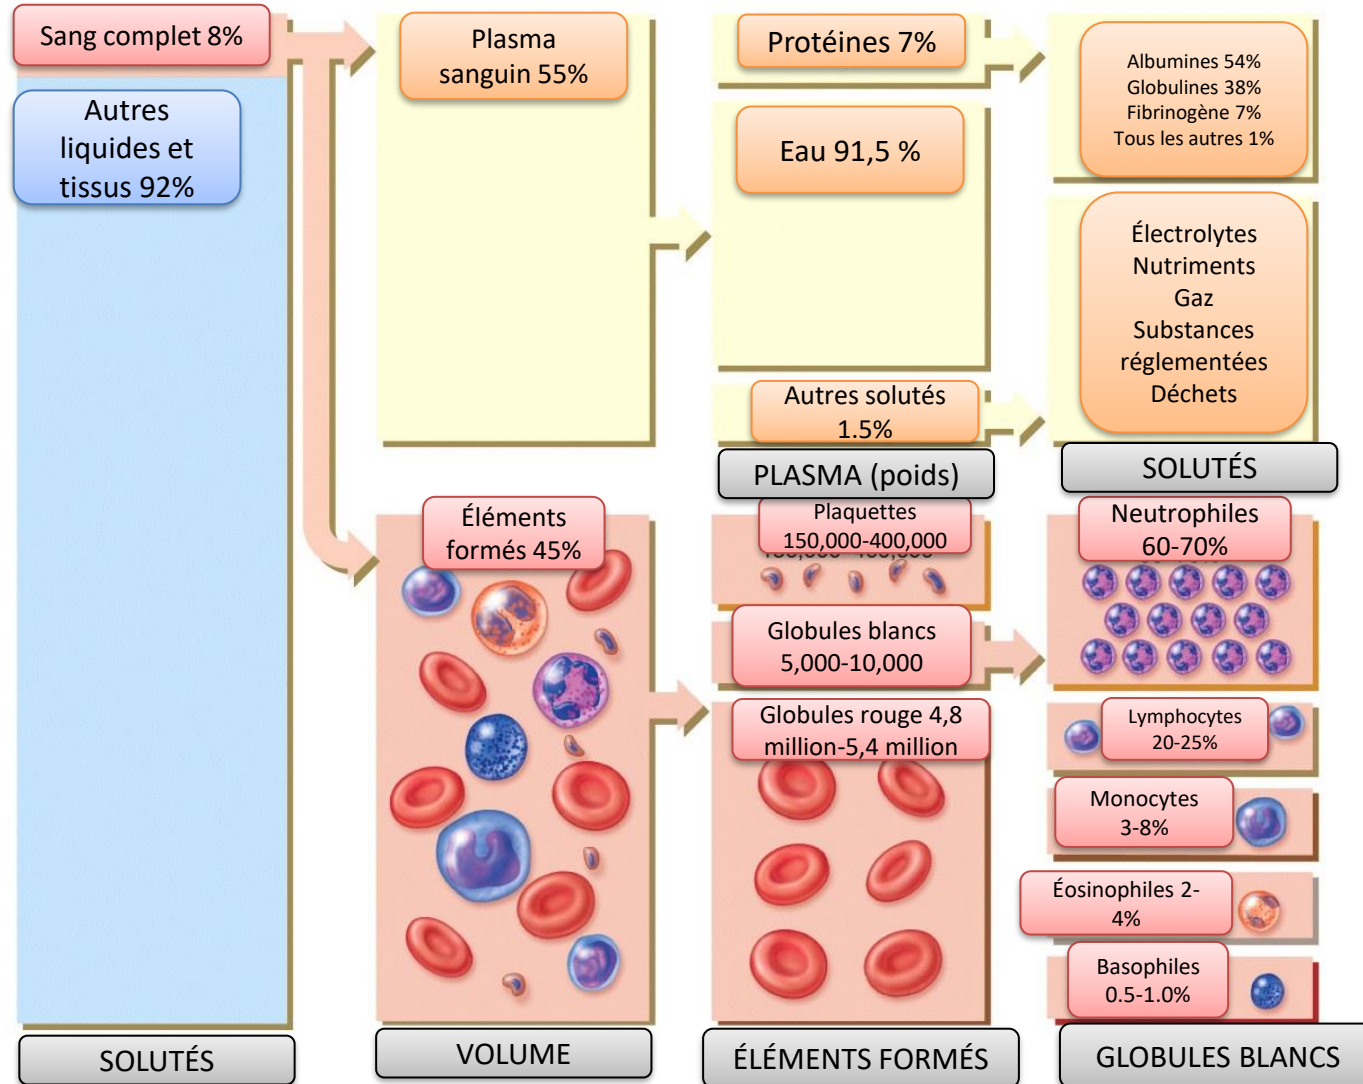 Sang complet 8%
Autres
liquides et
tissus 92%
SOLUTÉS
Plasma
sanguin 55%
Éléments
formés 45%
VOLUME
Protéines 7%
Eau 91,5 %
Autres solutés
1.5%
PLASMA (poids)
Albumines 54%
Globulines 38%
Fibrinogène 7%
Tous les autres 1%
Électrolytes
Nutriments
Gaz
Substances
réglementées
Déchets
SOLUTÉS
Plaquettes
150,000-400,000
Globules blancs
5,000-10,000
Globules rouge 4,8
million-5,4 million
ÉLÉMENTS FORMÉS
Neutrophiles
60-70%
Lymphocytes
20-25%
Monocytes
3-8%
Éosinophiles 2-
4%
Basophiles
0.5-1.0%
GLOBULES BLANCS